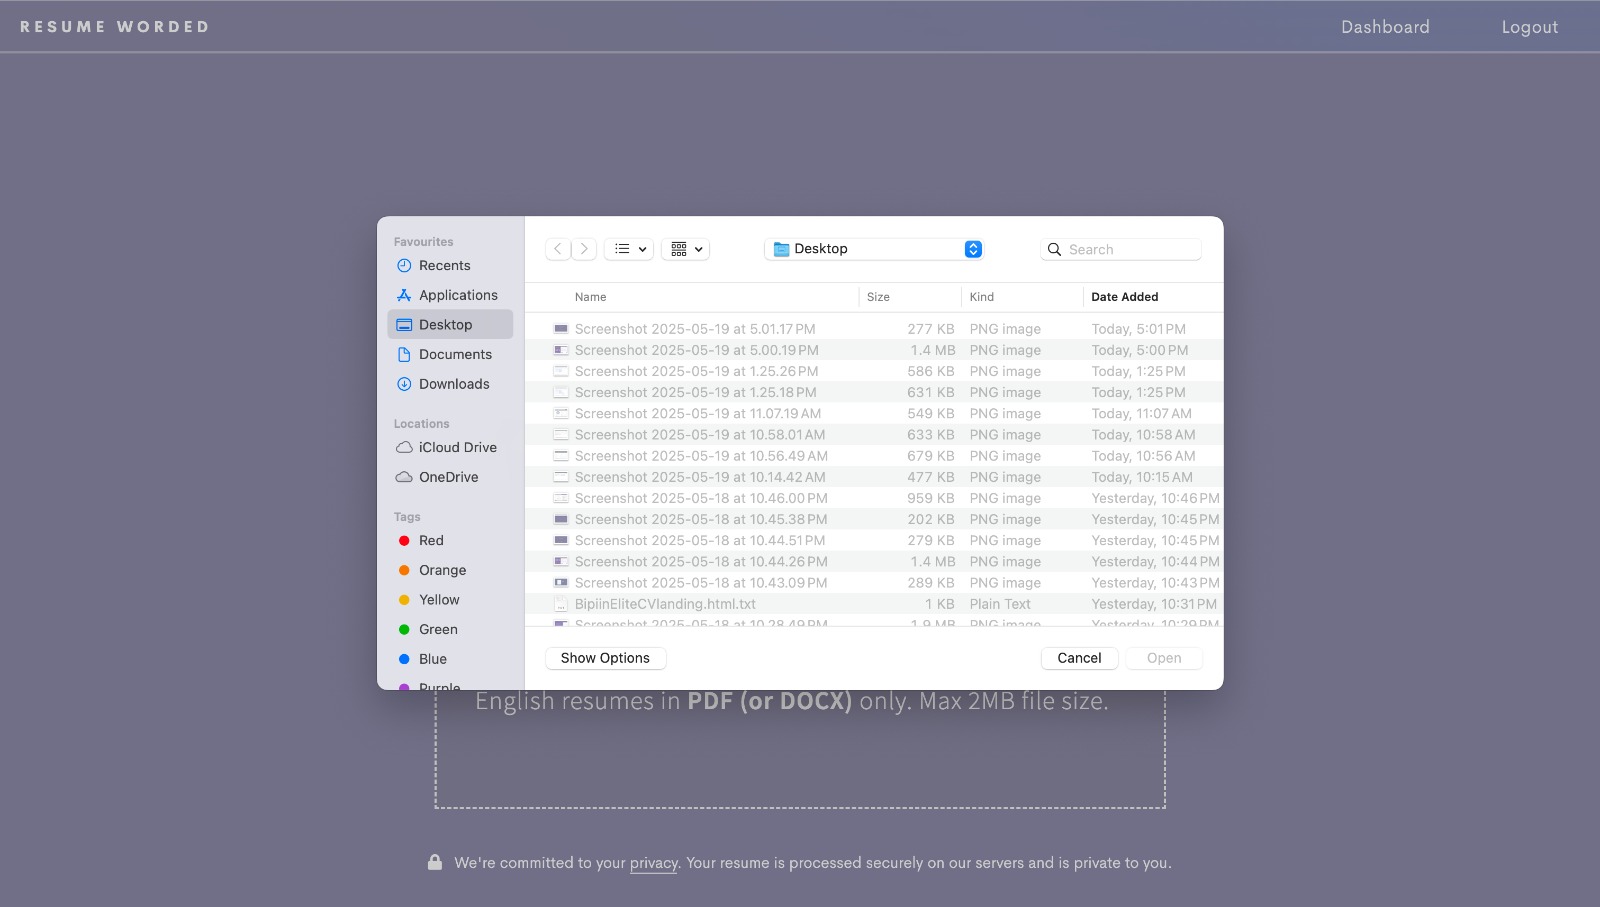 RESUME WORDED
Dashboard
Logout
Favourites
Recents
Applications
Desktop
Documents
Downloads
Locations
iCloud Drive
OneDrive
Tags
Red
Orange
Yellow
Green
Blue
Purple
Desktop
Search
Name Size Kind Date Added
Screenshot 2025-05-19 at 5.01.17 PM 277 KB PNG image Today, 5:01 PM
Screenshot 2025-05-19 at 5.00.19 PM 1.4 MB PNG image Today, 5:00 PM
Screenshot 2025-05-19 at 1.25.26 PM 586 KB PNG image Today, 1:25 PM
Screenshot 2025-05-19 at 1.25.18 PM 631 KB PNG image Today, 1:25 PM
Screenshot 2025-05-19 at 11.07.19 AM 549 KB PNG image Today, 11:07 AM
Screenshot 2025-05-19 at 10.58.01 AM 633 KB PNG image Today, 10:58 AM
Screenshot 2025-05-19 at 10.56.49 AM 679 KB PNG image Today, 10:56 AM
Screenshot 2025-05-19 at 10.14.42 AM 477 KB PNG image Today, 10:15 AM
Screenshot 2025-05-18 at 10.46.00 PM 959 KB PNG image Yesterday, 10:46 PM
Screenshot 2025-05-18 at 10.45.38 PM 202 KB PNG image Yesterday, 10:45 PM
Screenshot 2025-05-18 at 10.44.51 PM 279 KB PNG image Yesterday, 10:45 PM
Screenshot 2025-05-18 at 10.44.26 PM 1.4 MB PNG image Yesterday, 10:44 PM
Screenshot 2025-05-18 at 10.43.09 PM 289 KB PNG image Yesterday, 10:43 PM
BipiinEliteCVlanding.html.txt 1 KB Plain Text Yesterday, 10:31 PM
Screenshot 2025-05-18 at 10.28.49 PM 1.9 MB PNG image Yesterday, 10:29 PM
Show Options
Cancel
Open
English resumes in PDF (or DOCX) only. Max 2MB file size.
We're committed to your privacy. Your resume is processed securely on our servers and is private to you.